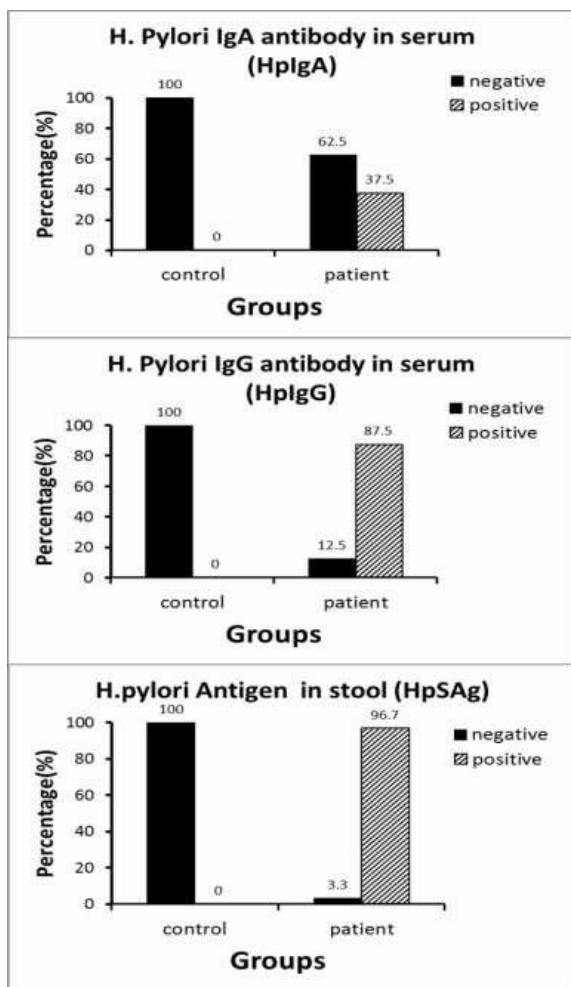 H. Pylori IgA antibody in serum
(HpIgA)
negative
positive
Percentage(%)
100
80
60
40
20
0
100
0
62.5
37.5
control
patient
Groups
H. Pylori IgG antibody in serum
(HpIgG)
negative
positive
Percentage(%)
100
80
60
40
20
0
100
0
12.5
87.5
control
patient
Groups
H.pylori Antigen in stool (HpSAg)
negative
positive
Percentage(%)
100
80
60
40
20
0
100
0
3.3
96.7
control
patient
Groups